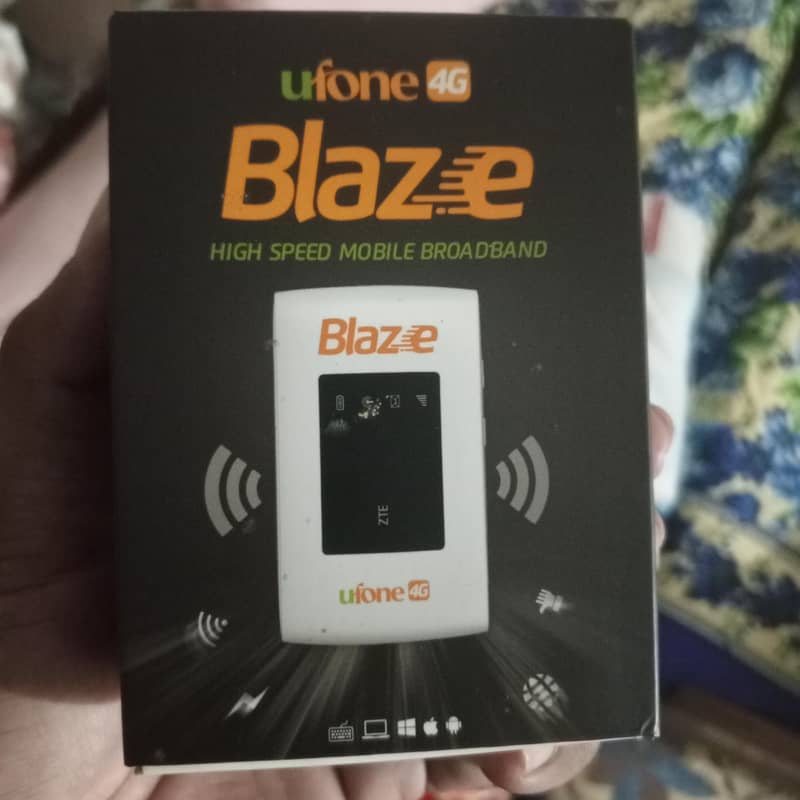 ufone 4G
Blaze
HIGH SPEED MOBILE BROADBAND
Blaze
ZTE
ufone 4G